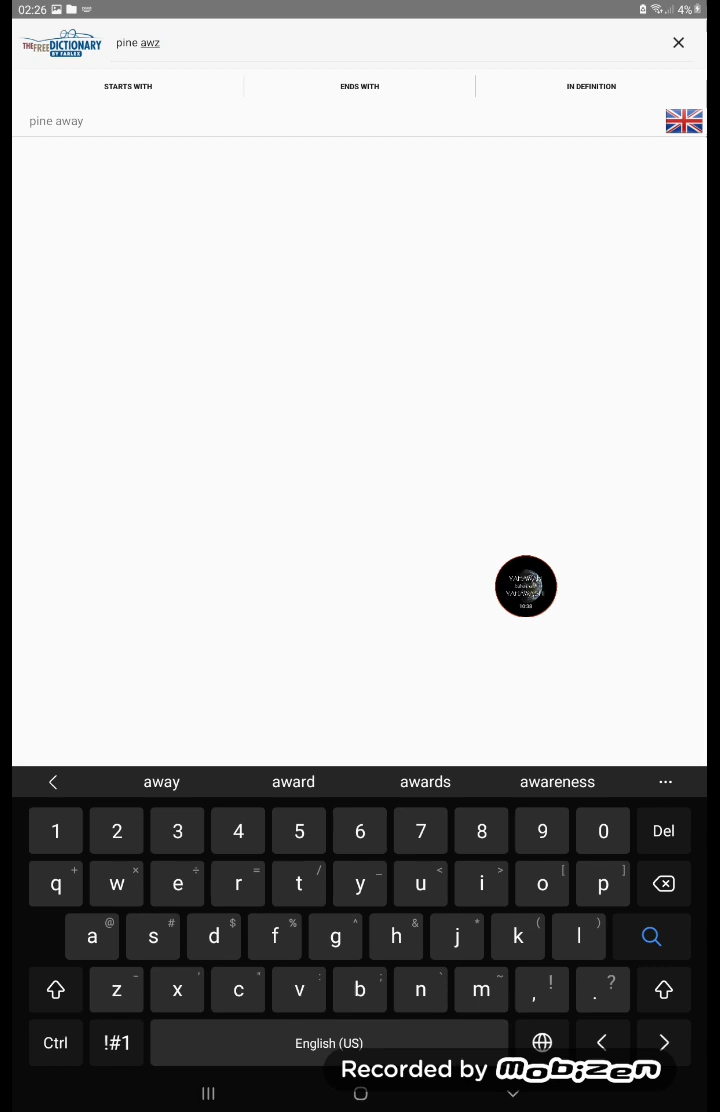 02:26 4%
THE FREE DICTIONARY
BY FARLEX
pine awz
STARTS WITH ENDS WITH IN DEFINITION
pine away
YAHAWAH
YAHAWASHI
away award awards awareness ...
1 2 3 4 5 6 7 8 9 0 Del
q + w × e ÷ r = t / y _ u < i > o [ p ]
a @ s # d $ f % g ^ h & j * k ( l )
z - x ' c " v : b ; n ` m ~ , ! . ?
Ctrl !#1 English (US) < >
Recorded by mobizen